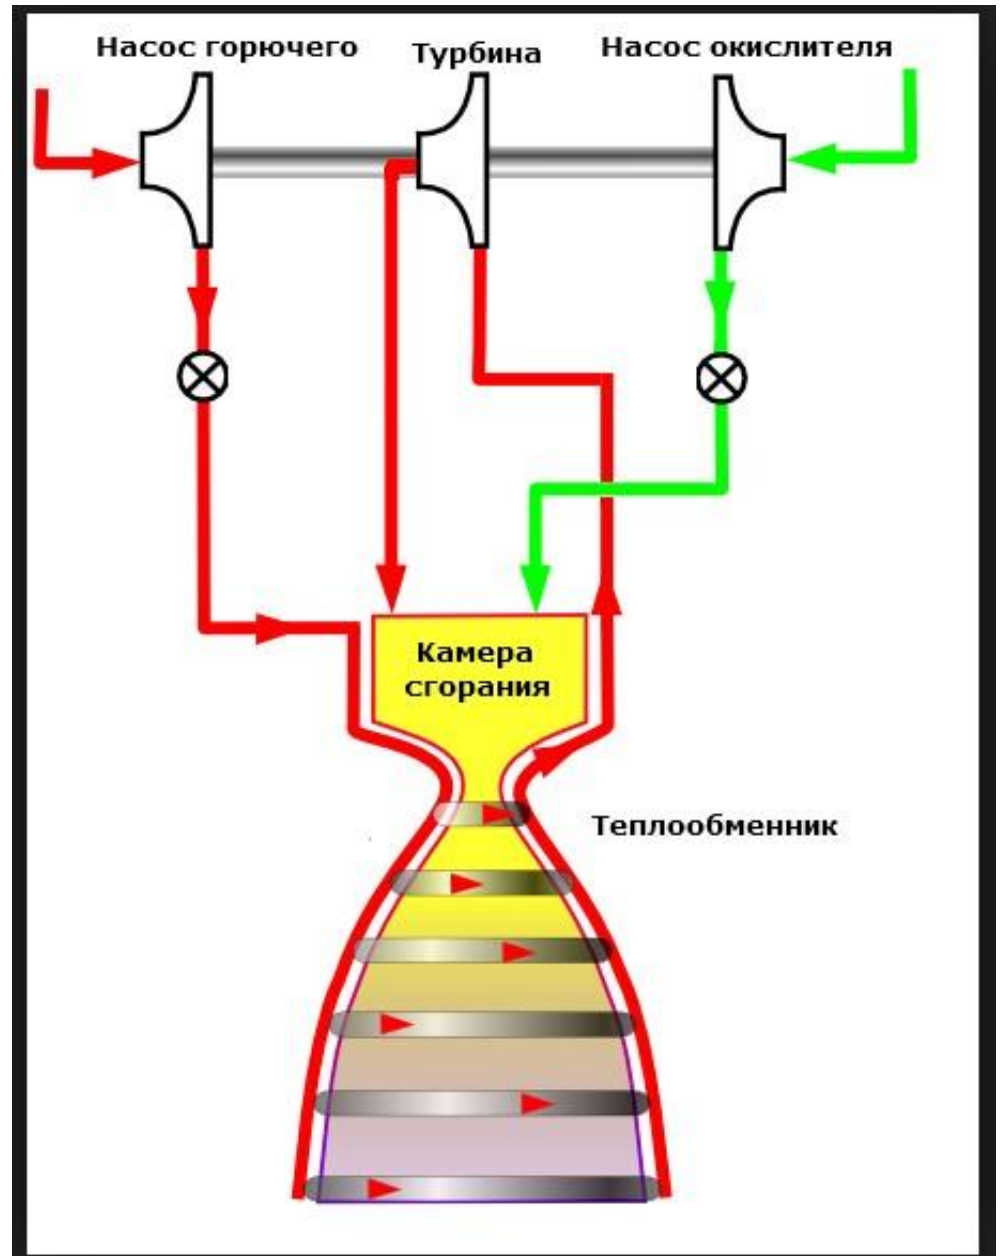 Насос горючего
Турбина
Насос окислителя
Камера
сгорания
Теплообменник